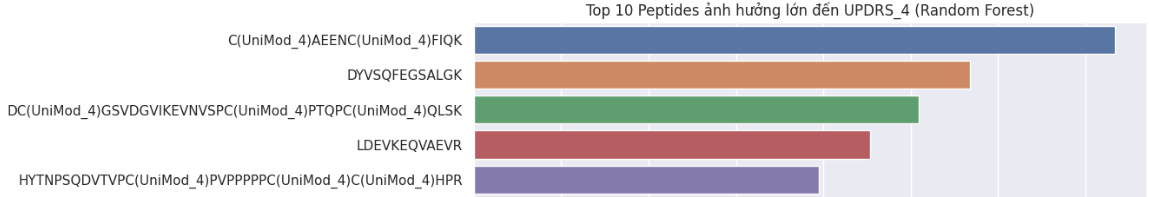 Top 10 Peptides ảnh hưởng lớn đến UPDRS_4 (Random Forest)
C(UniMod_4)AEENC(UniMod_4)FIQK
DYVSQFEGSALGK
DC(UniMod_4)GSVDGVIKEVNVSPC(UniMod_4)PTQPC(UniMod_4)QLSK
LDEVKEQVAEVR
HYTNPSQDVTVPC(UniMod_4)PVPPPPPC(UniMod_4)C(UniMod_4)HPR